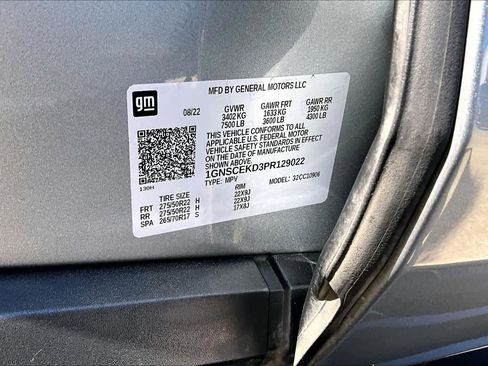 gm
MFD BY GENERAL MOTORS LLC
08/22 GVWR GAWR FRT GAWR RR
3402 KG 1633 KG 1950 KG
7500 LB 3600 LB 4300 LB
THIS VEHICLE CONFORMS TO ALL
APPLICABLE U.S. FEDERAL MOTOR
VEHICLE SAFETY STANDARDS IN EFFECT
ON THE DATE OF MANUFACTURE
SHOWN ABOVE.
1GNSCEKD3PR129022
130H TYPE: MPV MODEL: 32CC10906
TIRE SIZE RIM
FRT 275/50R22 H 22X9J
RR 275/50R22 H 22X9J
SPA 265/70R17 S 17X8J